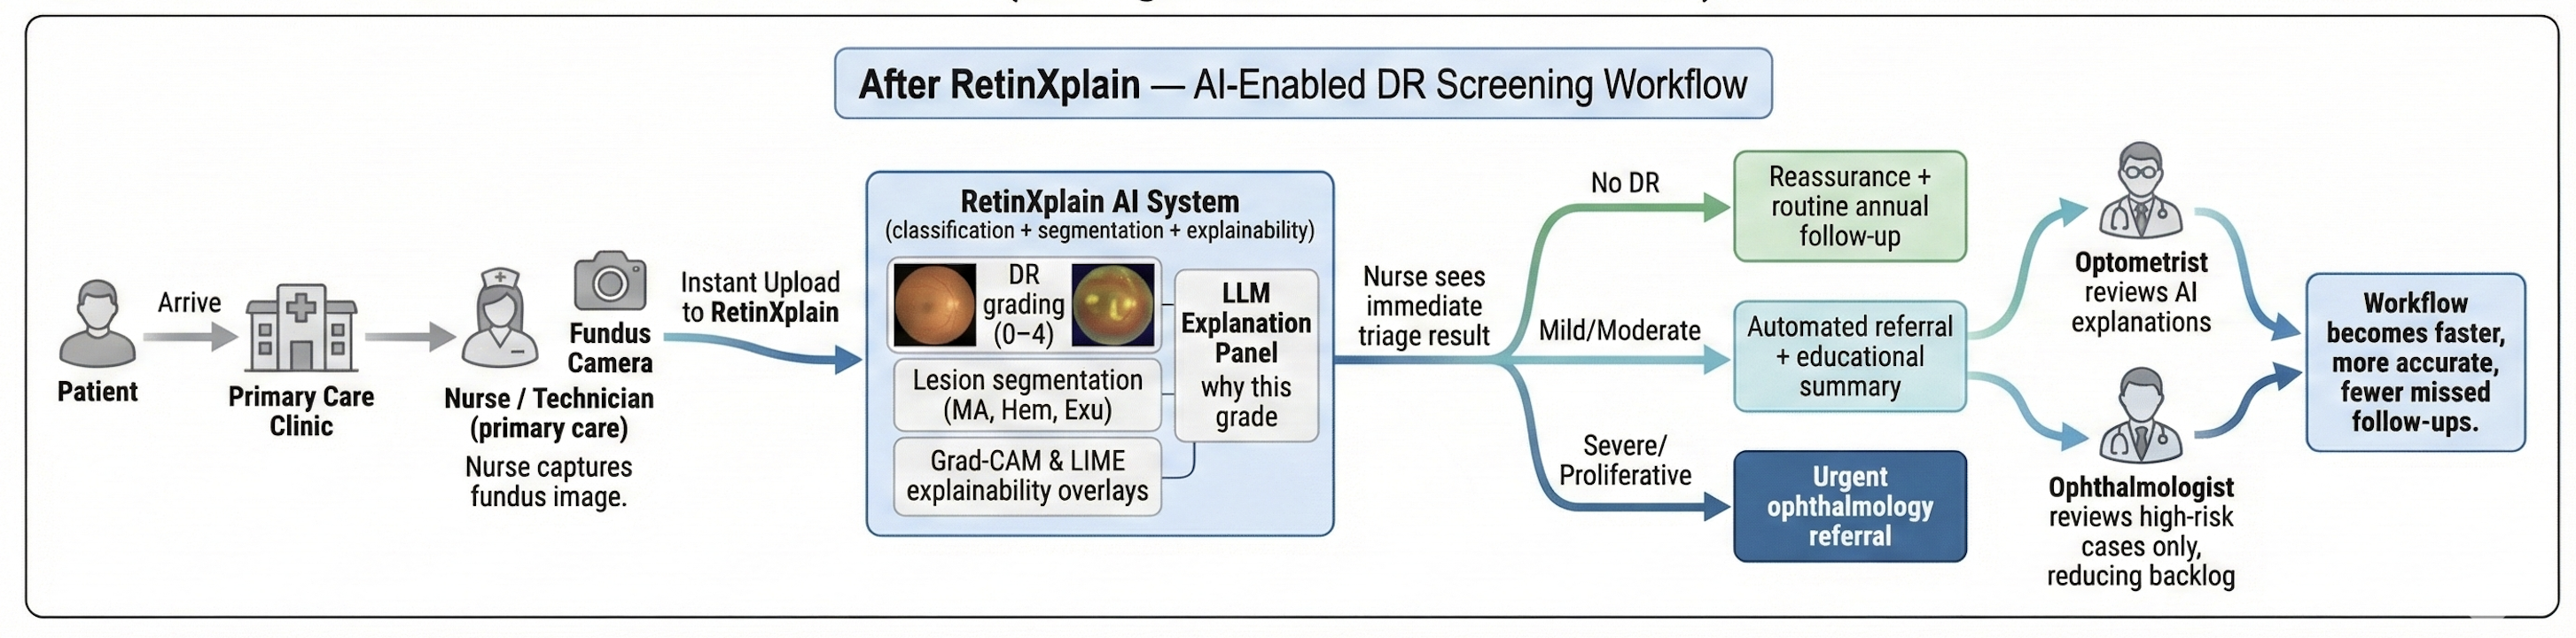 After RetinXplain — AI-Enabled DR Screening Workflow
Patient
Arrive
Primary Care
Clinic
Fundus
Camera
Nurse / Technician
(primary care)
Nurse captures
fundus image.
Instant Upload
to RetinXplain
RetinXplain AI System
(classification + segmentation + explainability)
DR
grading
(0–4)
Lesion segmentation
(MA, Hem, Exu)
Grad-CAM & LIME
explainability overlays
LLM
Explanation
Panel
why this
grade
Nurse sees
immediate
triage result
No DR
Reassurance +
routine annual
follow-up
Mild/Moderate
Automated referral
+ educational
summary
Severe/
Proliferative
Urgent
ophthalmology
referral
Optometrist
reviews AI
explanations
Ophthalmologist
reviews high-risk
cases only,
reducing backlog
Workflow
becomes faster,
more accurate,
fewer missed
follow-ups.